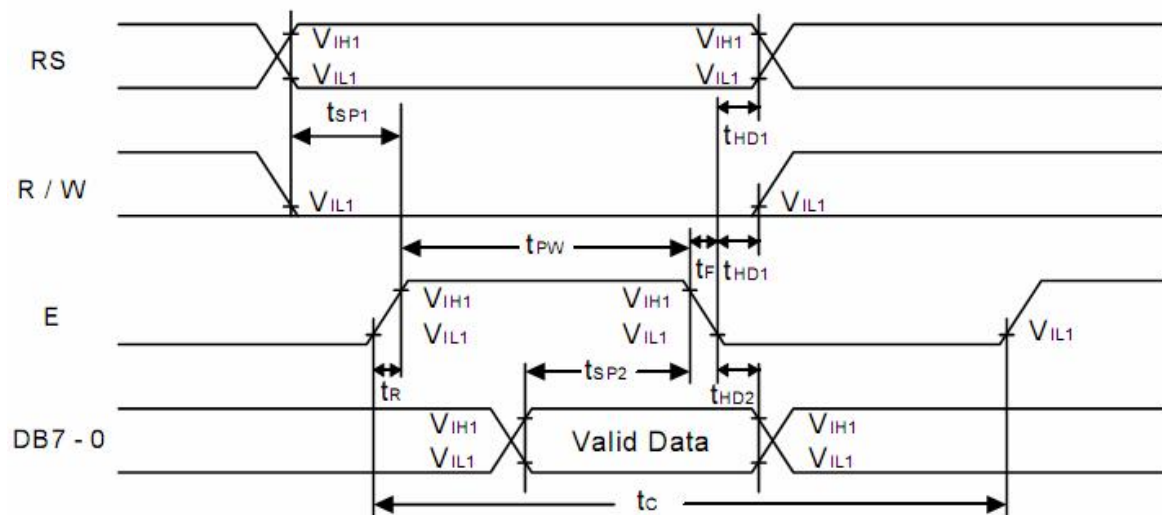 RS
VIH1 VIH1
VIL1 VIL1
tSP1 tHD1
R / W
VIL1 VIL1
tPW tF tHD1
E
VIH1 VIH1
VIL1 VIL1 VIL1
tR tSP2 tHD2
DB7 - 0
VIH1 Valid Data VIH1
VIL1 VIL1
tC